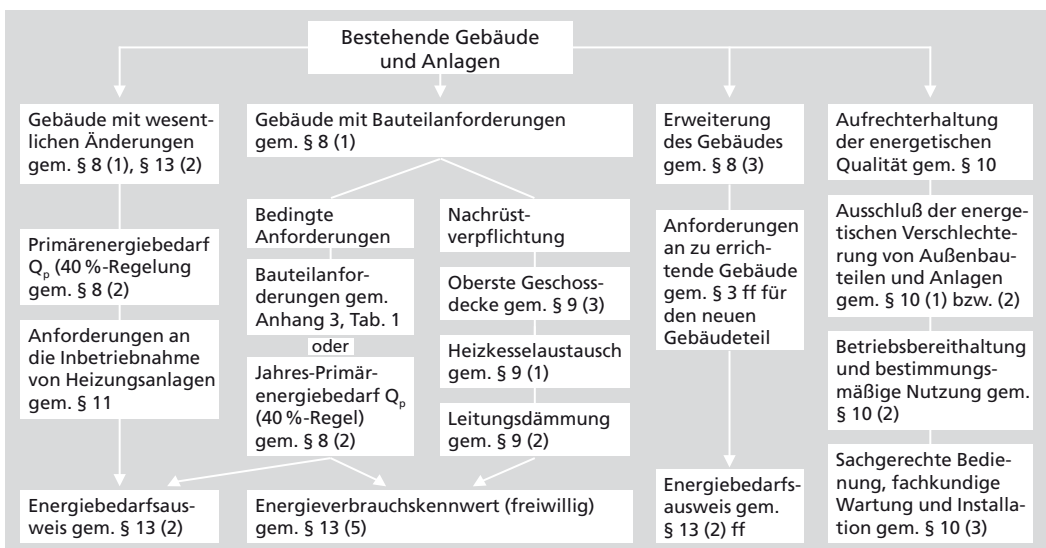 Bestehende Gebäude
und Anlagen
Gebäude mit wesent-
lichen Änderungen
gem. § 8 (1), § 13 (2)
Primärenergiebedarf
Qp (40 %-Regelung
gem. § 8 (2)
Anforderungen an
die Inbetriebnahme
von Heizungsanlagen
gem. § 11
Energiebedarfsaus-
weis gem. § 13 (2)
Gebäude mit Bauteilanforderungen
gem. § 8 (1)
Bedingte
Anforderungen
Bauteilanfor-
derungen gem.
Anhang 3, Tab. 1
oder
Jahres-Primär-
energiebedarf Qp
(40 %-Regel)
gem. § 8 (2)
Nachrüst-
verpflichtung
Oberste Geschoss-
decke gem. § 9 (3)
Heizkesselaustausch
gem. § 9 (1)
Leitungsdämmung
gem. § 9 (2)
Energieverbrauchskennwert (freiwillig)
gem. § 13 (5)
Erweiterung
des Gebäudes
gem. § 8 (3)
Anforderungen
an zu errich-
tende Gebäude
gem. § 3 ff für
den neuen
Gebäudeteil
Energiebedarfs-
ausweis gem.
§ 13 (2) ff
Aufrechterhaltung
der energetischen
Qualität gem. § 10
Ausschluß der energe-
tischen Verschlechte-
rung von Außenbau-
teilen und Anlagen
gem. § 10 (1) bzw. (2)
Betriebsbereithaltung
und bestimmungs-
mäßige Nutzung gem.
§ 10 (2)
Sachgerechte Bedie-
nung, fachkundige
Wartung und Installa-
tion gem. § 10 (3)